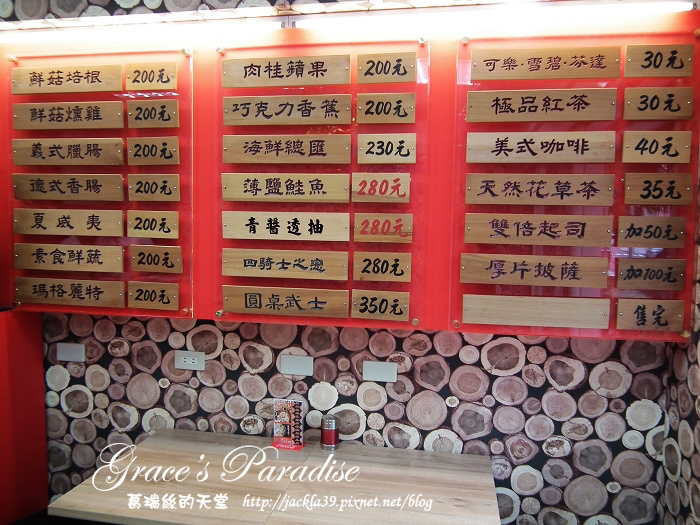 鮮菇培根 200元
鮮菇燻雞 200元
義式臘腸 200元
德式香腸 200元
夏威夷 200元
素食鮮蔬 200元
瑪格麗特 200元
肉桂蘋果 200元
巧克力香蕉 200元
海鮮總匯 230元
薄鹽鮭魚 280元
青醬透抽 280元
四騎士之戀 280元
圓桌武士 350元
可樂·雪碧·芬達 30元
極品紅茶 30元
美式咖啡 40元
天然花草茶 35元
雙倍起司 加50元
厚片披薩 加100元
售完
Grace's Paradise
葛瑞絲的天堂 http://jackla39.pixnet.net/blog